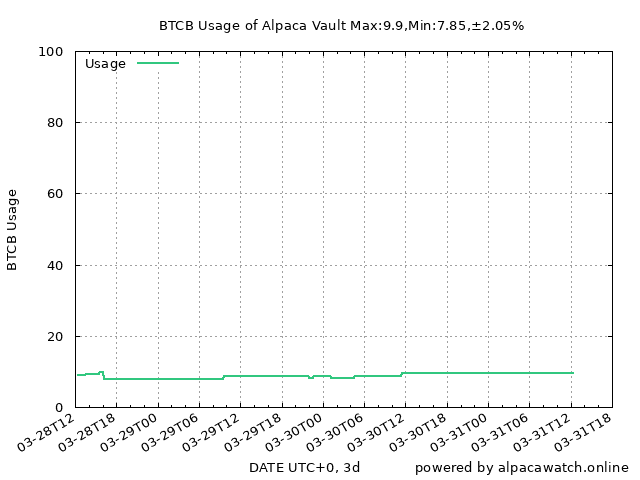 BTCB Usage of Alpaca Vault Max:9.9,Min:7.85,±2.05%
Usage
100
80
60
40
20
0
BTCB Usage
03-28T12
03-28T18
03-29T00
03-29T06
03-29T12
03-29T18
03-30T00
03-30T06
03-30T12
03-30T18
03-31T00
03-31T06
03-31T12
03-31T18
DATE UTC+0, 3d
powered by alpacawatch.online